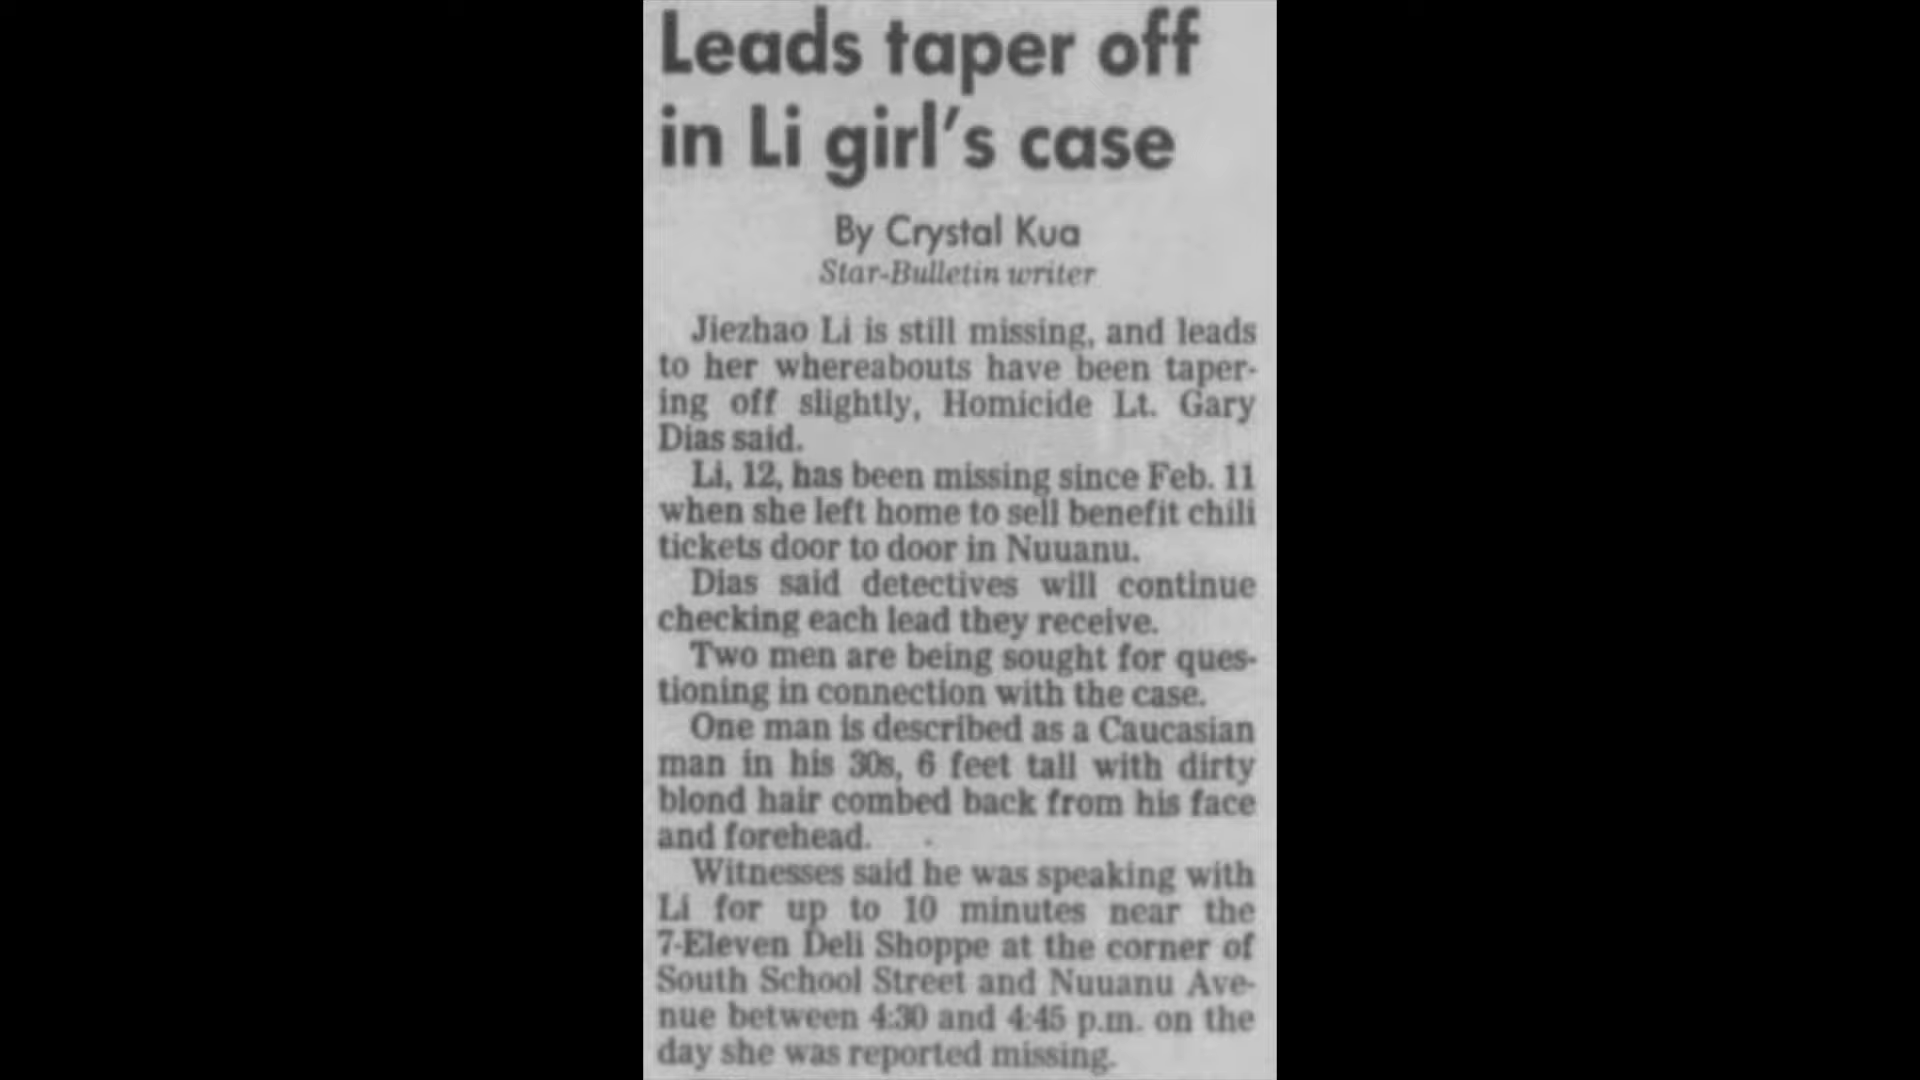 Leads taper off
in Li girl's case
By Crystal Kua
Star-Bulletin writer
Jiezhao Li is still missing, and leads
to her whereabouts have been taper-
ing off slightly, Homicide Lt. Gary
Dias said.
Li, 12, has been missing since Feb. 11
when she left home to sell benefit chili
tickets door to door in Nuuanu.
Dias said detectives will continue
checking each lead they receive.
Two men are being sought for ques-
tioning in connection with the case.
One man is described as a Caucasian
man in his 30s, 6 feet tall with dirty
blond hair combed back from his face
and forehead.
Witnesses said he was speaking with
Li for up to 10 minutes near the
7-Eleven Deli Shoppe at the corner of
South School Street and Nuuanu Ave-
nue between 4:30 and 4:45 p.m. on the
day she was reported missing.